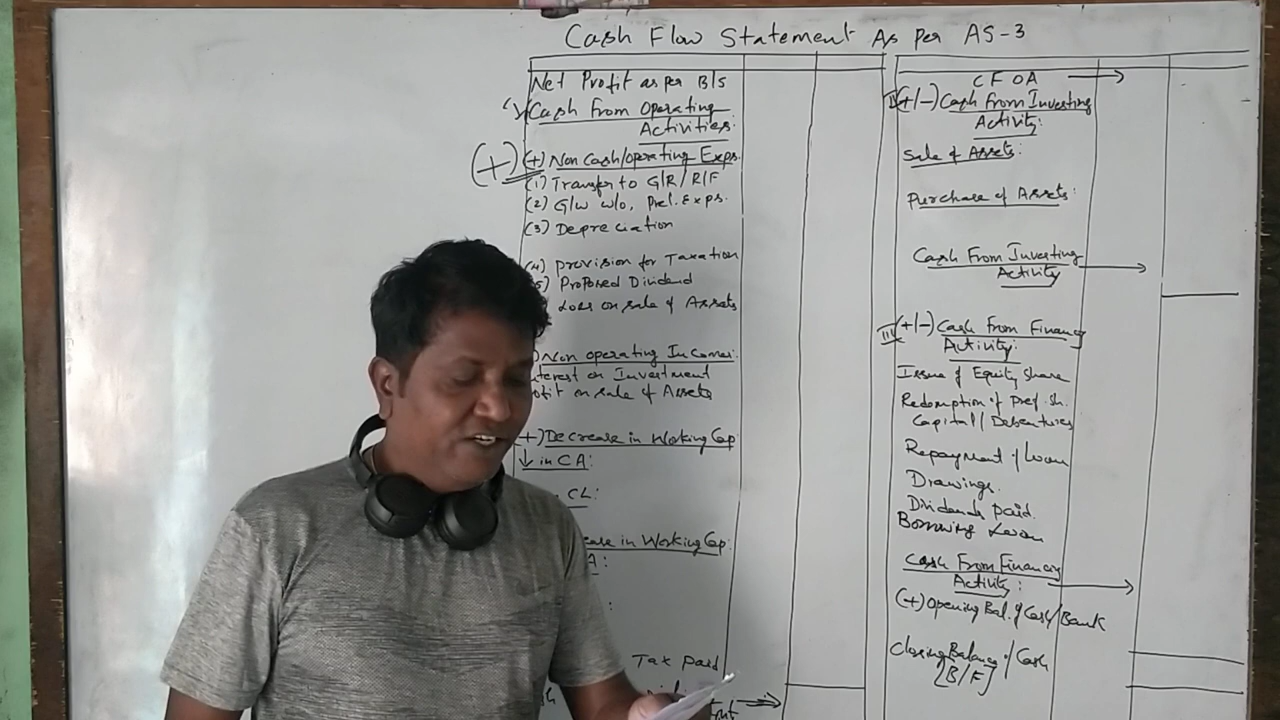 Cash Flow Statement As Per AS-3
Net Profit as per B/S
Cash from Operating
Activities:
(+) (+) Non Cash/operating Exps.
(1) Transfer to G/R / R/F
(2) G/w w/o, Prel. Exps.
(3) Depreciation
(4) Provision for Taxation
Proposed Dividend
Loss on sale of Assets
Non operating Incomes:
Interest on Investment
Profit on sale of Assets
+) Decrease in Working Cap
↓ in CA:
CL:
ease in Working Cap:
A:
Tax paid
CFOA →
II (+/-) Cash from Investing
Activity:
Sale of Assets:
Purchase of Assets:
Cash From Investing
Activity
III (+/-) Cash from Financing
Activity:
Issue of Equity Share
Redemption of Pref. Sh.
Capital / Debentures
Repayment of Loan
Drawings
Dividends paid.
Borrowing Loan
Cash From Financing
Activity:
(+) Opening Bal. of Cash/Bank
Closing Balance of Cash
[B/F]